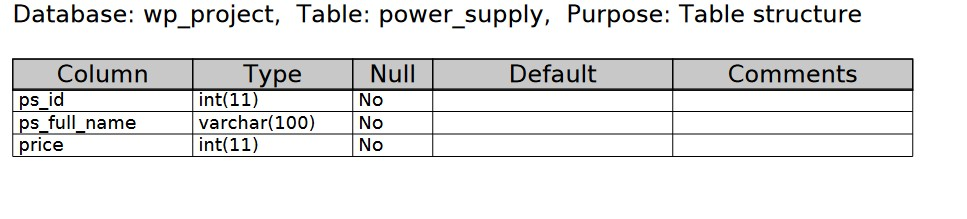 Database: wp_project, Table: power_supply, Purpose: Table structure
Column Type Null Default Comments
ps_id int(11) No
ps_full_name varchar(100) No
price int(11) No